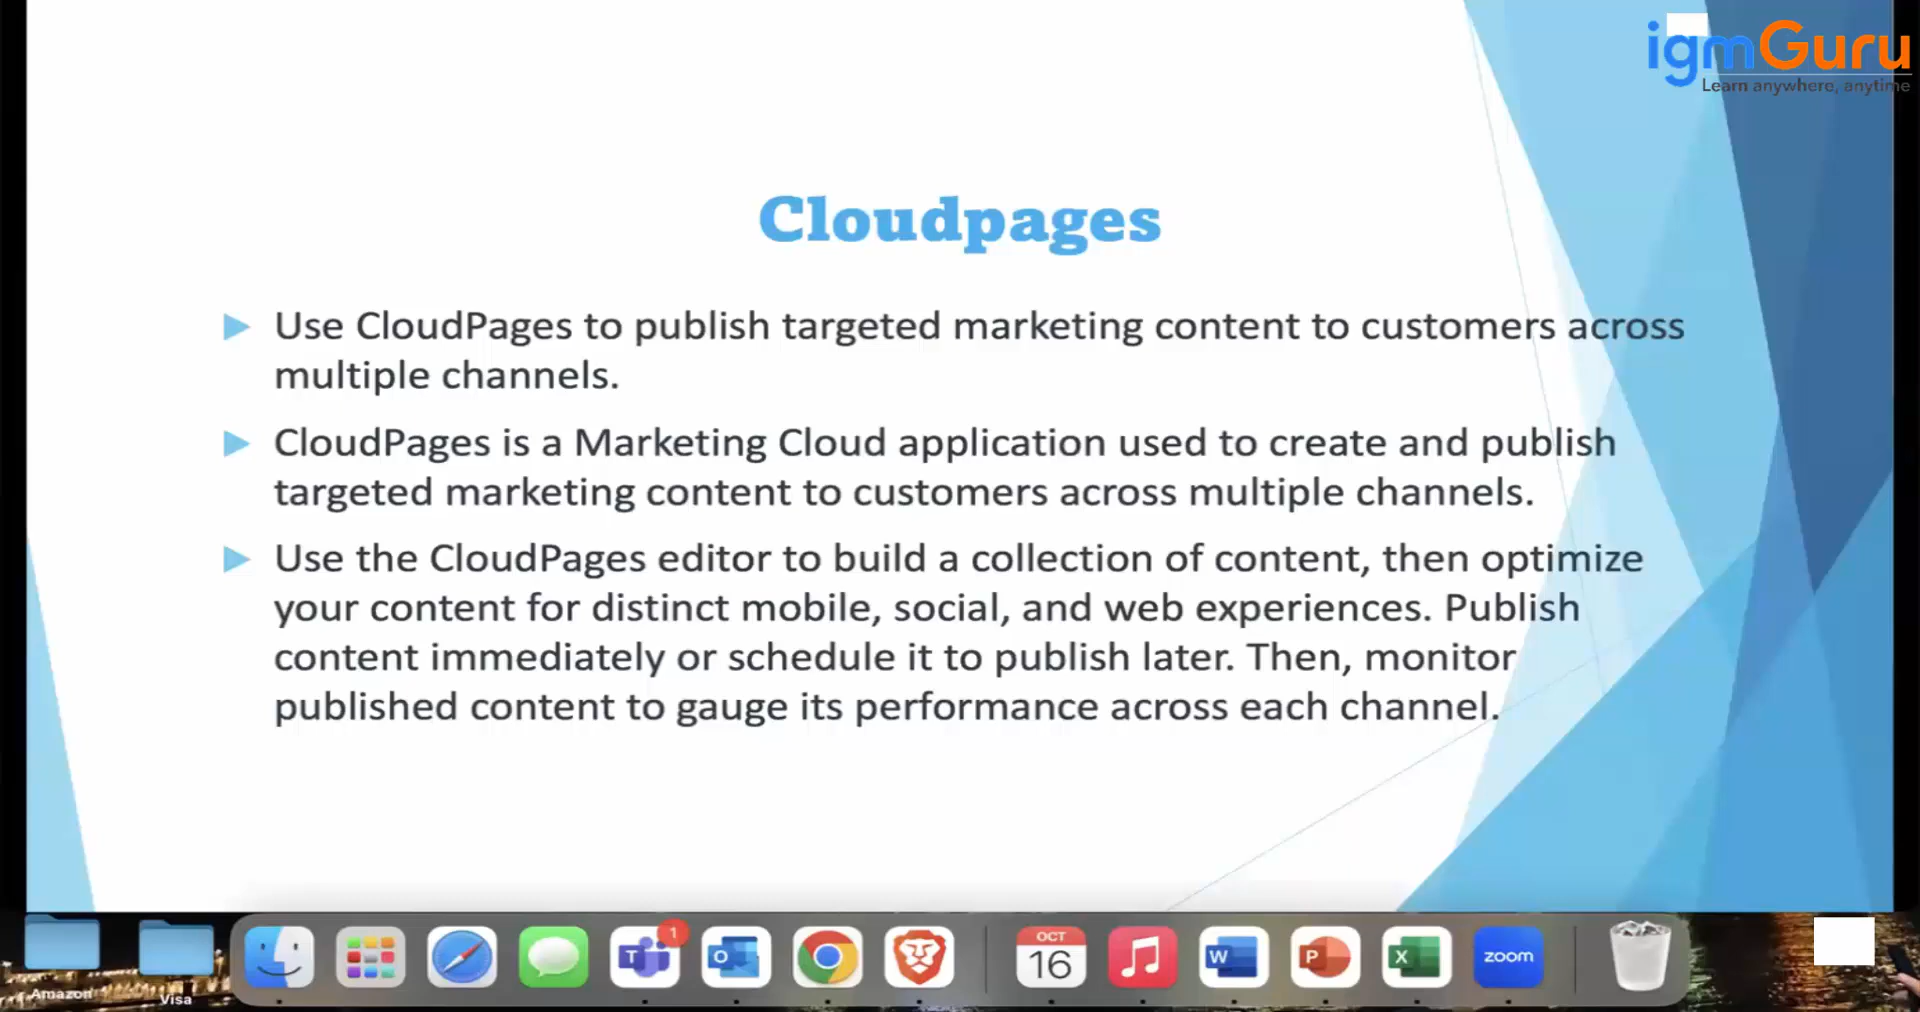 igmGuru
Learn anywhere, anytime
Cloudpages
Use CloudPages to publish targeted marketing content to customers across
multiple channels.
CloudPages is a Marketing Cloud application used to create and publish
targeted marketing content to customers across multiple channels.
Use the CloudPages editor to build a collection of content, then optimize
your content for distinct mobile, social, and web experiences. Publish
content immediately or schedule it to publish later. Then, monitor
published content to gauge its performance across each channel.
Amazon
Visa
T
1
O
OCT
16
W
P
X
zoom